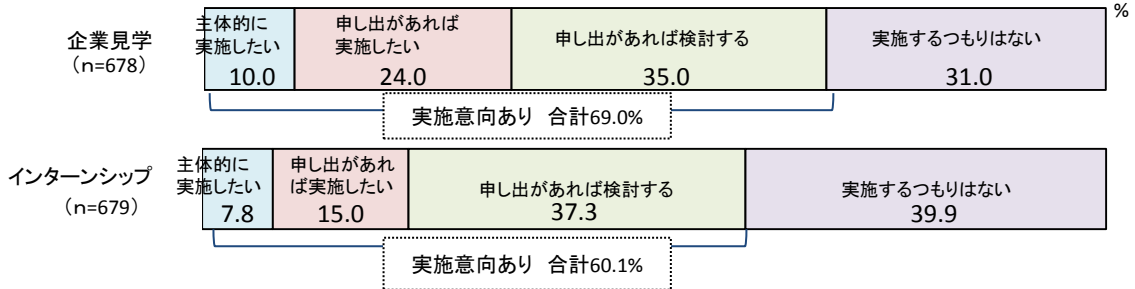 %
企業見学
（n=678）
主体的に
実施したい
10.0
申し出があれば
実施したい
24.0
申し出があれば検討する
35.0
実施するつもりはない
31.0
実施意向あり 合計69.0%
インターンシップ
（n=679）
主体的に
実施したい
7.8
申し出があれ
ば実施したい
15.0
申し出があれば検討する
37.3
実施するつもりはない
39.9
実施意向あり 合計60.1%